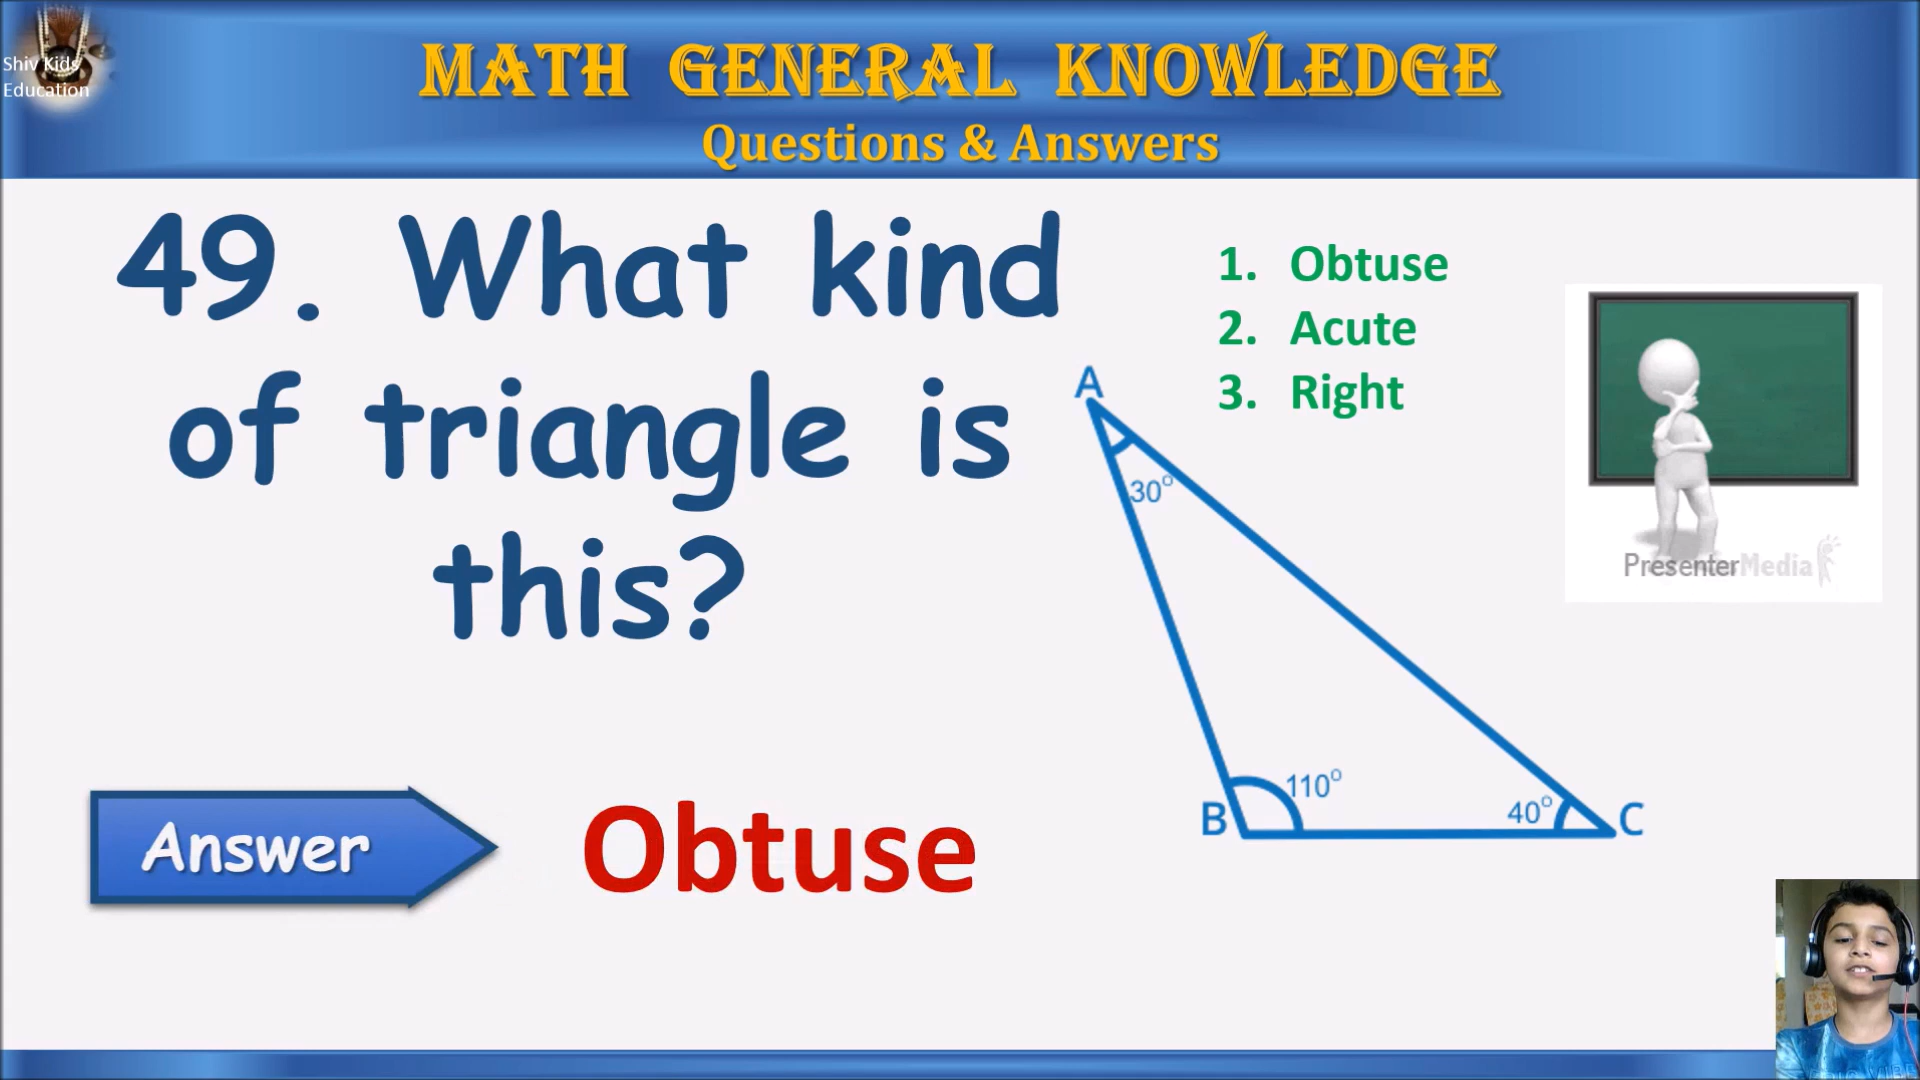 Shiv Kids
Education
MATH GENERAL KNOWLEDGE
Questions & Answers
49. What kind
of triangle is
this?
1. Obtuse
2. Acute
3. Right
A
30°
B
110°
40°
C
PresenterMedia
Answer
Obtuse